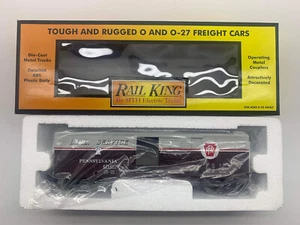 TOUGH AND RUGGED O AND O-27 FREIGHT CARS
Die-Cast
Metal Trucks
Detailed
ABS
Plastic Body
RAIL KING
by MTH Electric Trains
Operating
Metal
Couplers
Attractively
Decorated
SERVICE
PENNSYLVANIA